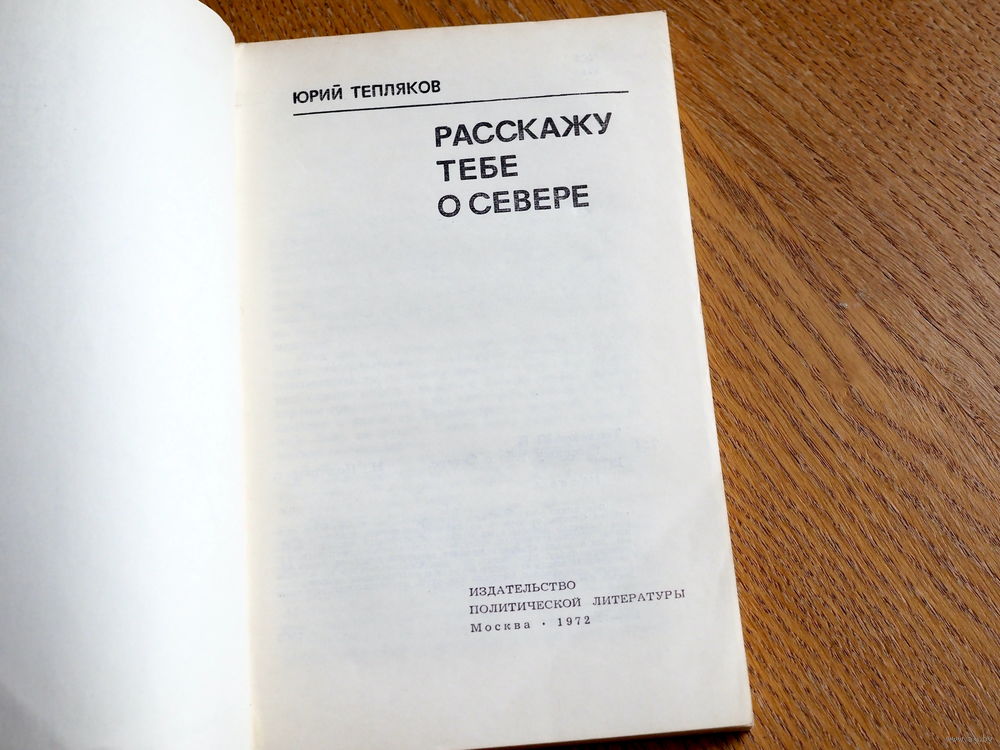 ЮРИЙ ТЕПЛЯКОВ
РАССКАЖУ
ТЕБЕ
О СЕВЕРЕ
ИЗДАТЕЛЬСТВО
ПОЛИТИЧЕСКОЙ ЛИТЕРАТУРЫ
Москва · 1972